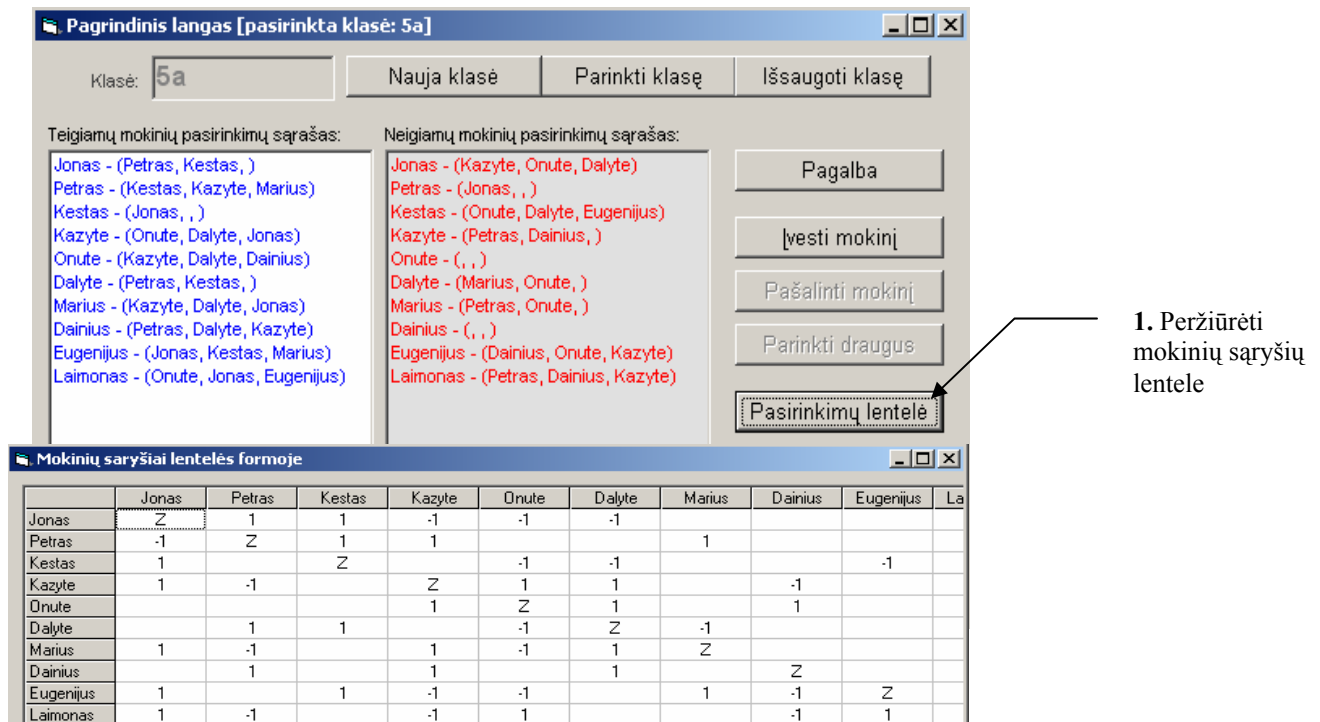 Pagrindinis langas [pasirinkta klasė: 5a]
Klasė: 5a Nauja klasė Parinkti klasę Išsaugoti klasę
Teigiamų mokinių pasirinkimų sąrašas:
Jonas - (Petras, Kestas, )
Petras - (Kestas, Kazyte, Marius)
Kestas - (Jonas, , )
Kazyte - (Onute, Dalyte, Jonas)
Onute - (Kazyte, Dalyte, Dainius)
Dalyte - (Petras, Kestas, )
Marius - (Kazyte, Dalyte, Jonas)
Dainius - (Petras, Dalyte, Kazyte)
Eugenijus - (Jonas, Kestas, Marius)
Laimonas - (Onute, Jonas, Eugenijus)
Neigiamų mokinių pasirinkimų sąrašas:
Jonas - (Kazyte, Onute, Dalyte)
Petras - (Jonas, , )
Kestas - (Onute, Dalyte, Eugenijus)
Kazyte - (Petras, Dainius, )
Onute - (, , )
Dalyte - (Marius, Onute, )
Marius - (Petras, Onute, )
Dainius - (, , )
Eugenijus - (Dainius, Onute, Kazyte)
Laimonas - (Petras, Dainius, Kazyte)
Pagalba
Įvesti mokinį
Pašalinti mokinį
Parinkti draugus
Pasirinkimų lentelė
1. Peržiūrėti
mokinių sąryšių
lentele
Mokinių saryšiai lentelės formoje
Jonas Petras Kestas Kazyte Onute Dalyte Marius Dainius Eugenijus La
Jonas Z 1 1 -1 -1 -1
Petras -1 Z 1 1 1
Kestas 1 Z -1 -1 -1
Kazyte 1 -1 Z 1 1 -1
Onute 1 Z 1 1
Dalyte 1 1 -1 Z -1
Marius 1 -1 1 -1 1 Z
Dainius 1 1 1 Z
Eugenijus 1 1 -1 -1 1 -1 Z
Laimonas 1 -1 -1 1 -1 1